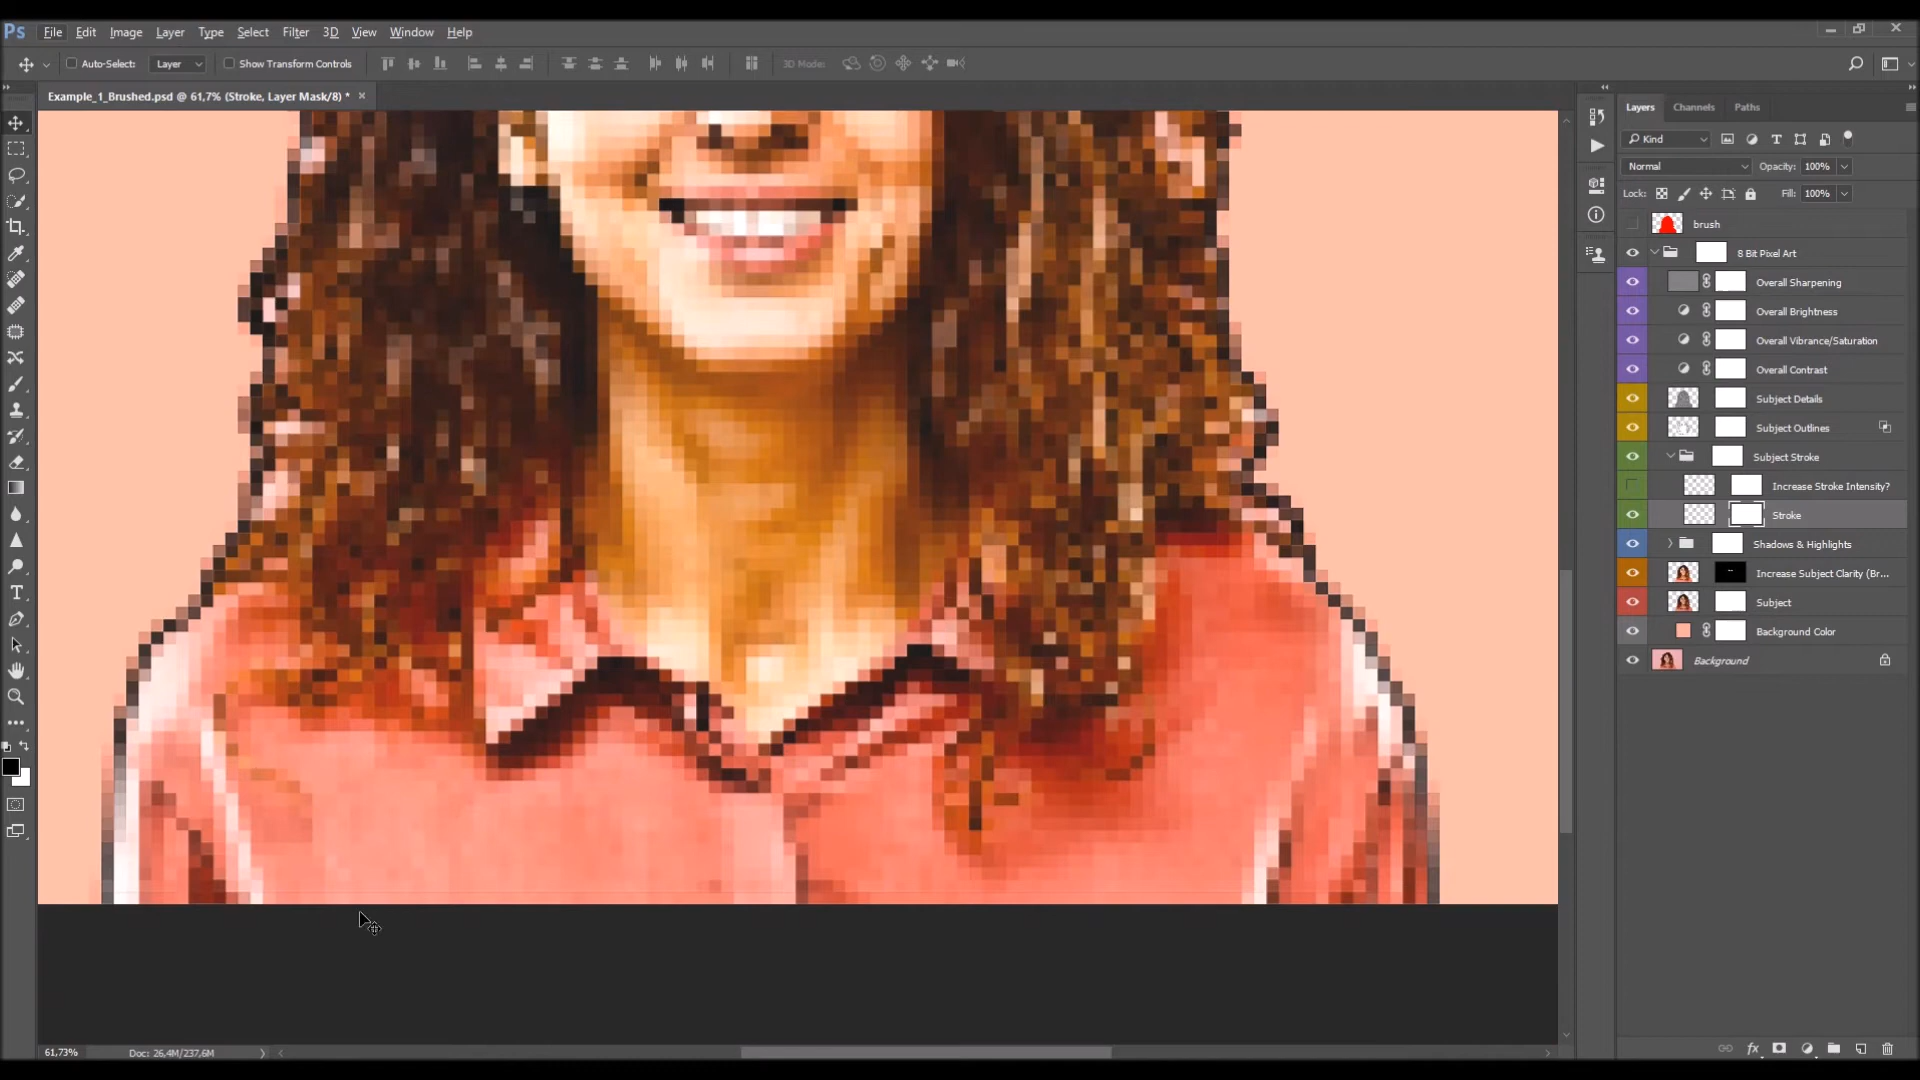 Ps File Edit Image Layer Type Select Filter 3D View Window Help
Auto-Select: Layer Show Transform Controls 3D Mode:
Example_1_Brushed.psd @ 61,7% (Stroke, Layer Mask/8) * ×
Layers Channels Paths
Kind
Normal Opacity: 100%
Lock: Fill: 100%
brush
8 Bit Pixel Art
Overall Sharpening
Overall Brightness
Overall Vibrance/Saturation
Overall Contrast
Subject Details
Subject Outlines
Subject Stroke
Increase Stroke Intensity?
Stroke
Shadows & Highlights
Increase Subject Clarity (Br...
Subject
Background Color
Background
61,73% Doc: 26,4M/237,6M